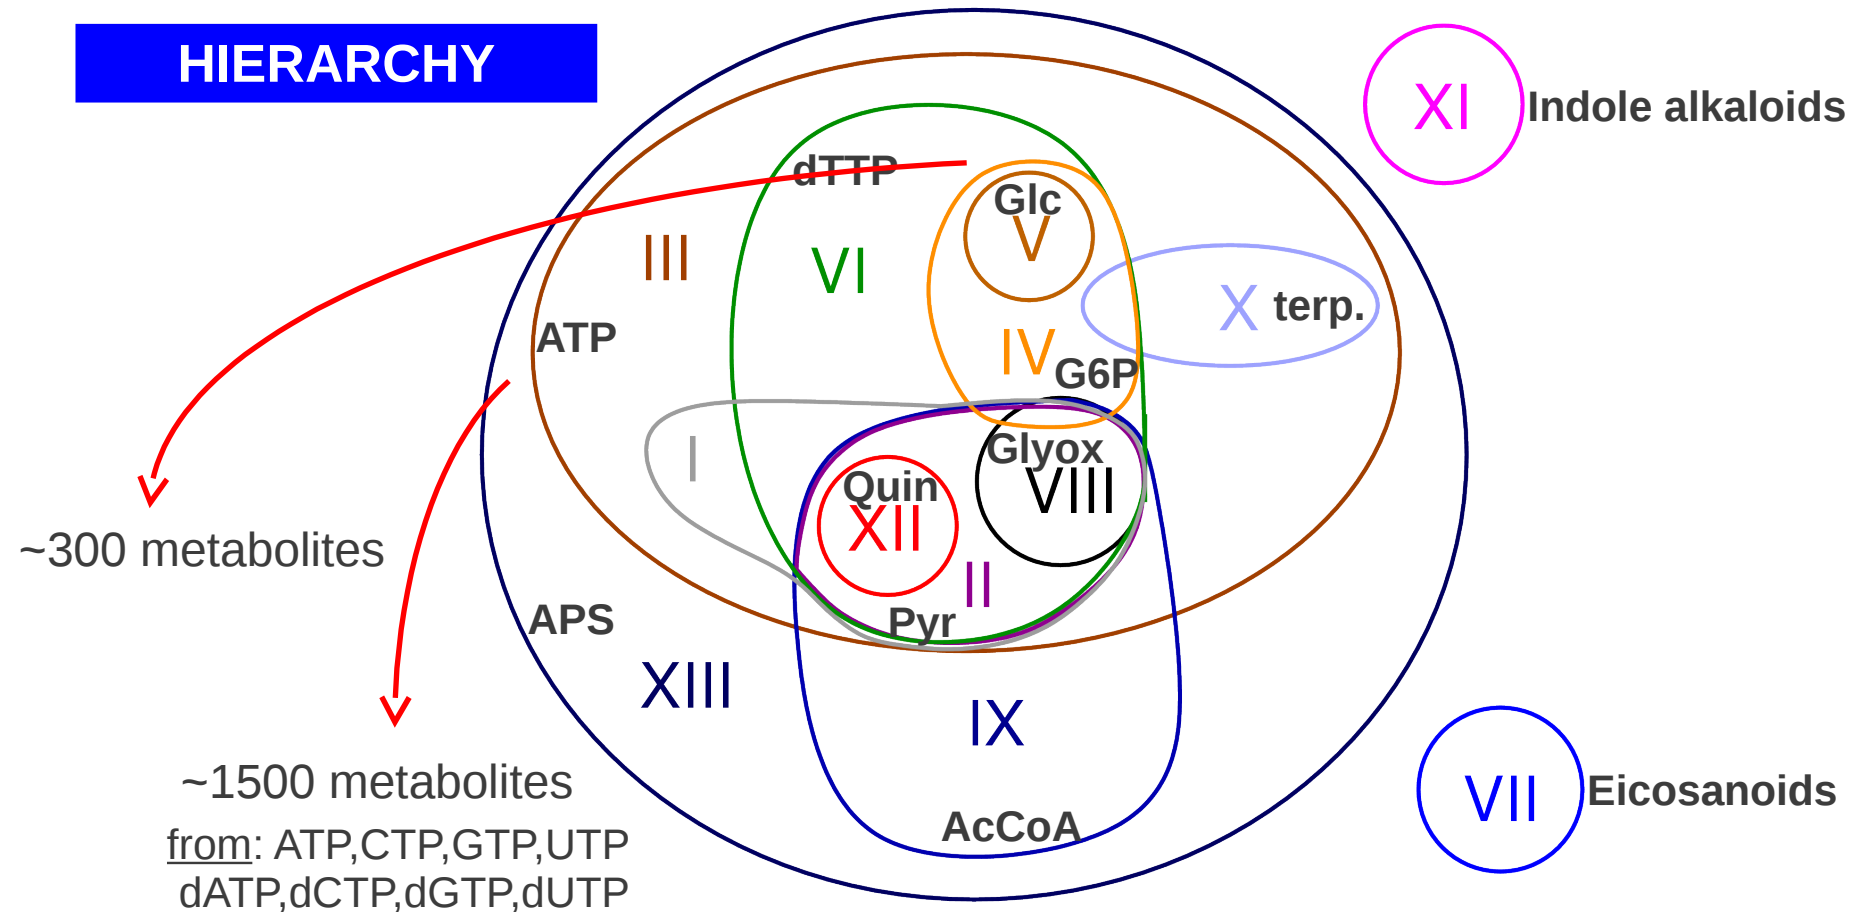 HIERARCHY
XI Indole alkaloids
dTTP
Glc
V
III
VI
X terp.
ATP
IV
G6P
I
Glyox
VIII
Quin
XII
~300 metabolites
II
APS
Pyr
XIII
IX
~1500 metabolites
VII Eicosanoids
AcCoA
from: ATP,CTP,GTP,UTP
dATP,dCTP,dGTP,dUTP